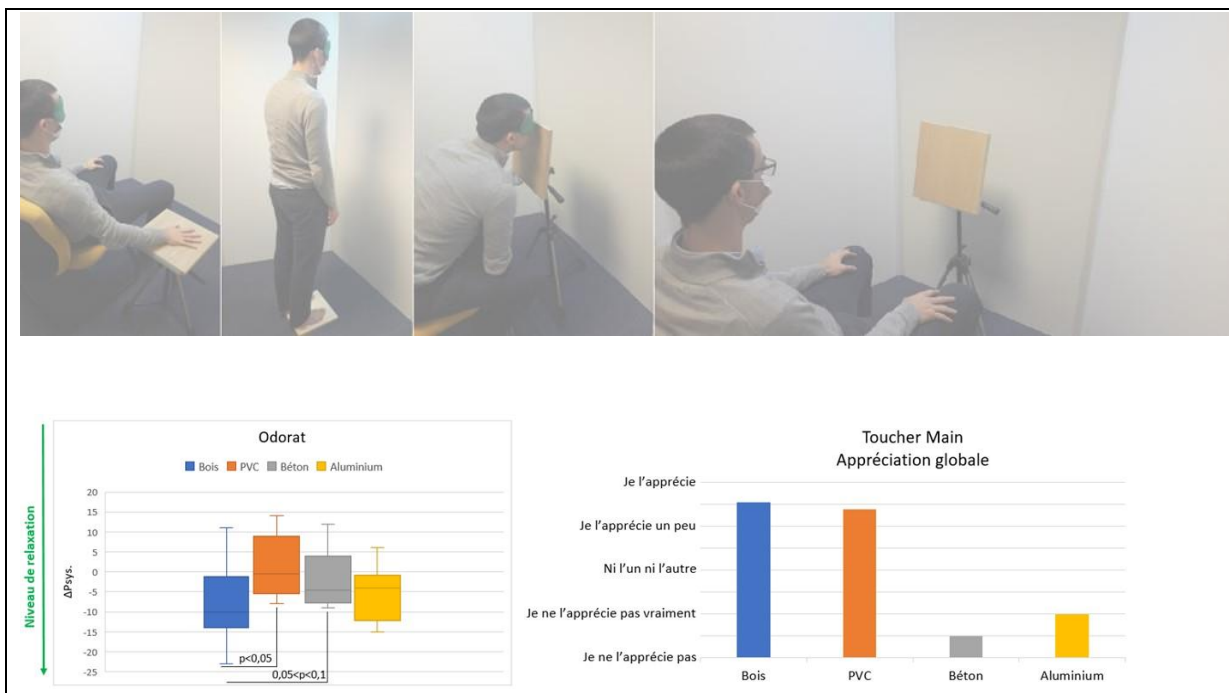 Niveau de relaxation
Odorat
Bois PVC Béton Aluminium
ΔPsys.
20
15
10
5
0
-5
-10
-15
-20
-25
p<0,05
0,05<p<0,1
Toucher Main
Appréciation globale
Je l'apprécie
Je l'apprécie un peu
Ni l'un ni l'autre
Je ne l'apprécie pas vraiment
Je ne l'apprécie pas
Bois PVC Béton Aluminium